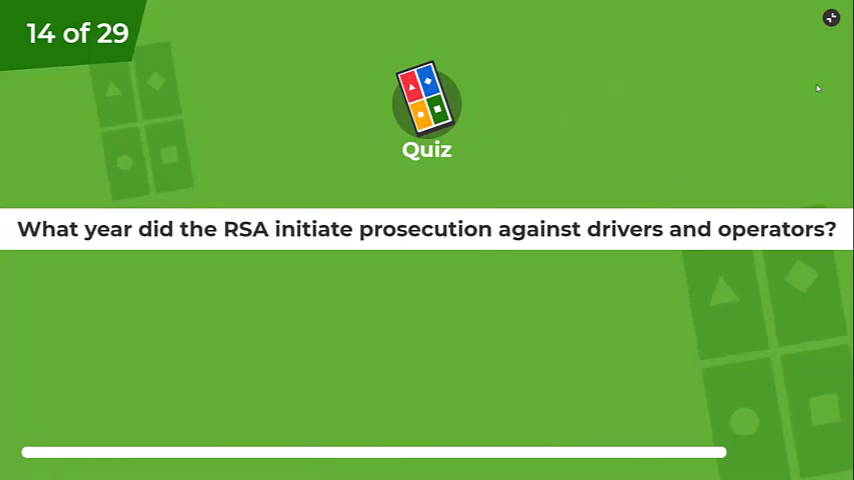 14 of 29
Quiz
What year did the RSA initiate prosecution against drivers and operators?